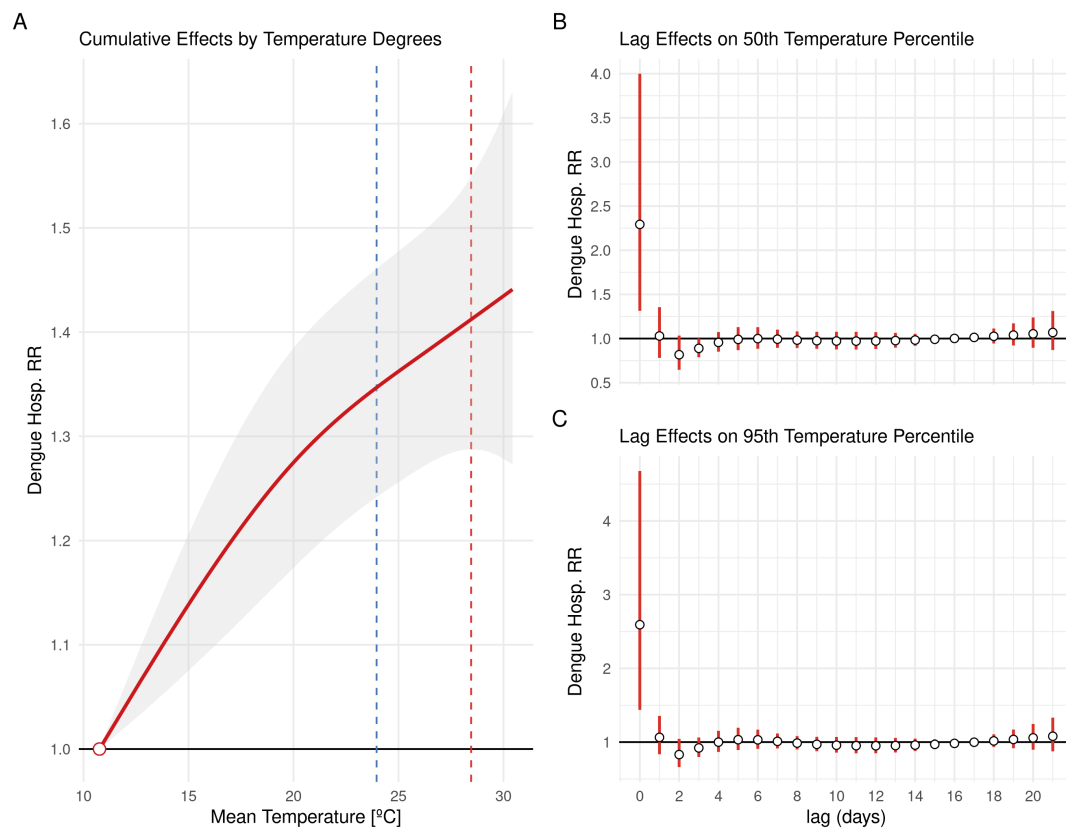 A
Cumulative Effects by Temperature Degrees
Dengue Hosp. RR
1.6
1.5
1.4
1.3
1.2
1.1
1.0
10 15 20 25 30
Mean Temperature [ºC]
B
Lag Effects on 50th Temperature Percentile
Dengue Hosp. RR
4.0
3.5
3.0
2.5
2.0
1.5
1.0
0.5
C
Lag Effects on 95th Temperature Percentile
Dengue Hosp. RR
4
3
2
1
0 2 4 6 8 10 12 14 16 18 20
lag (days)